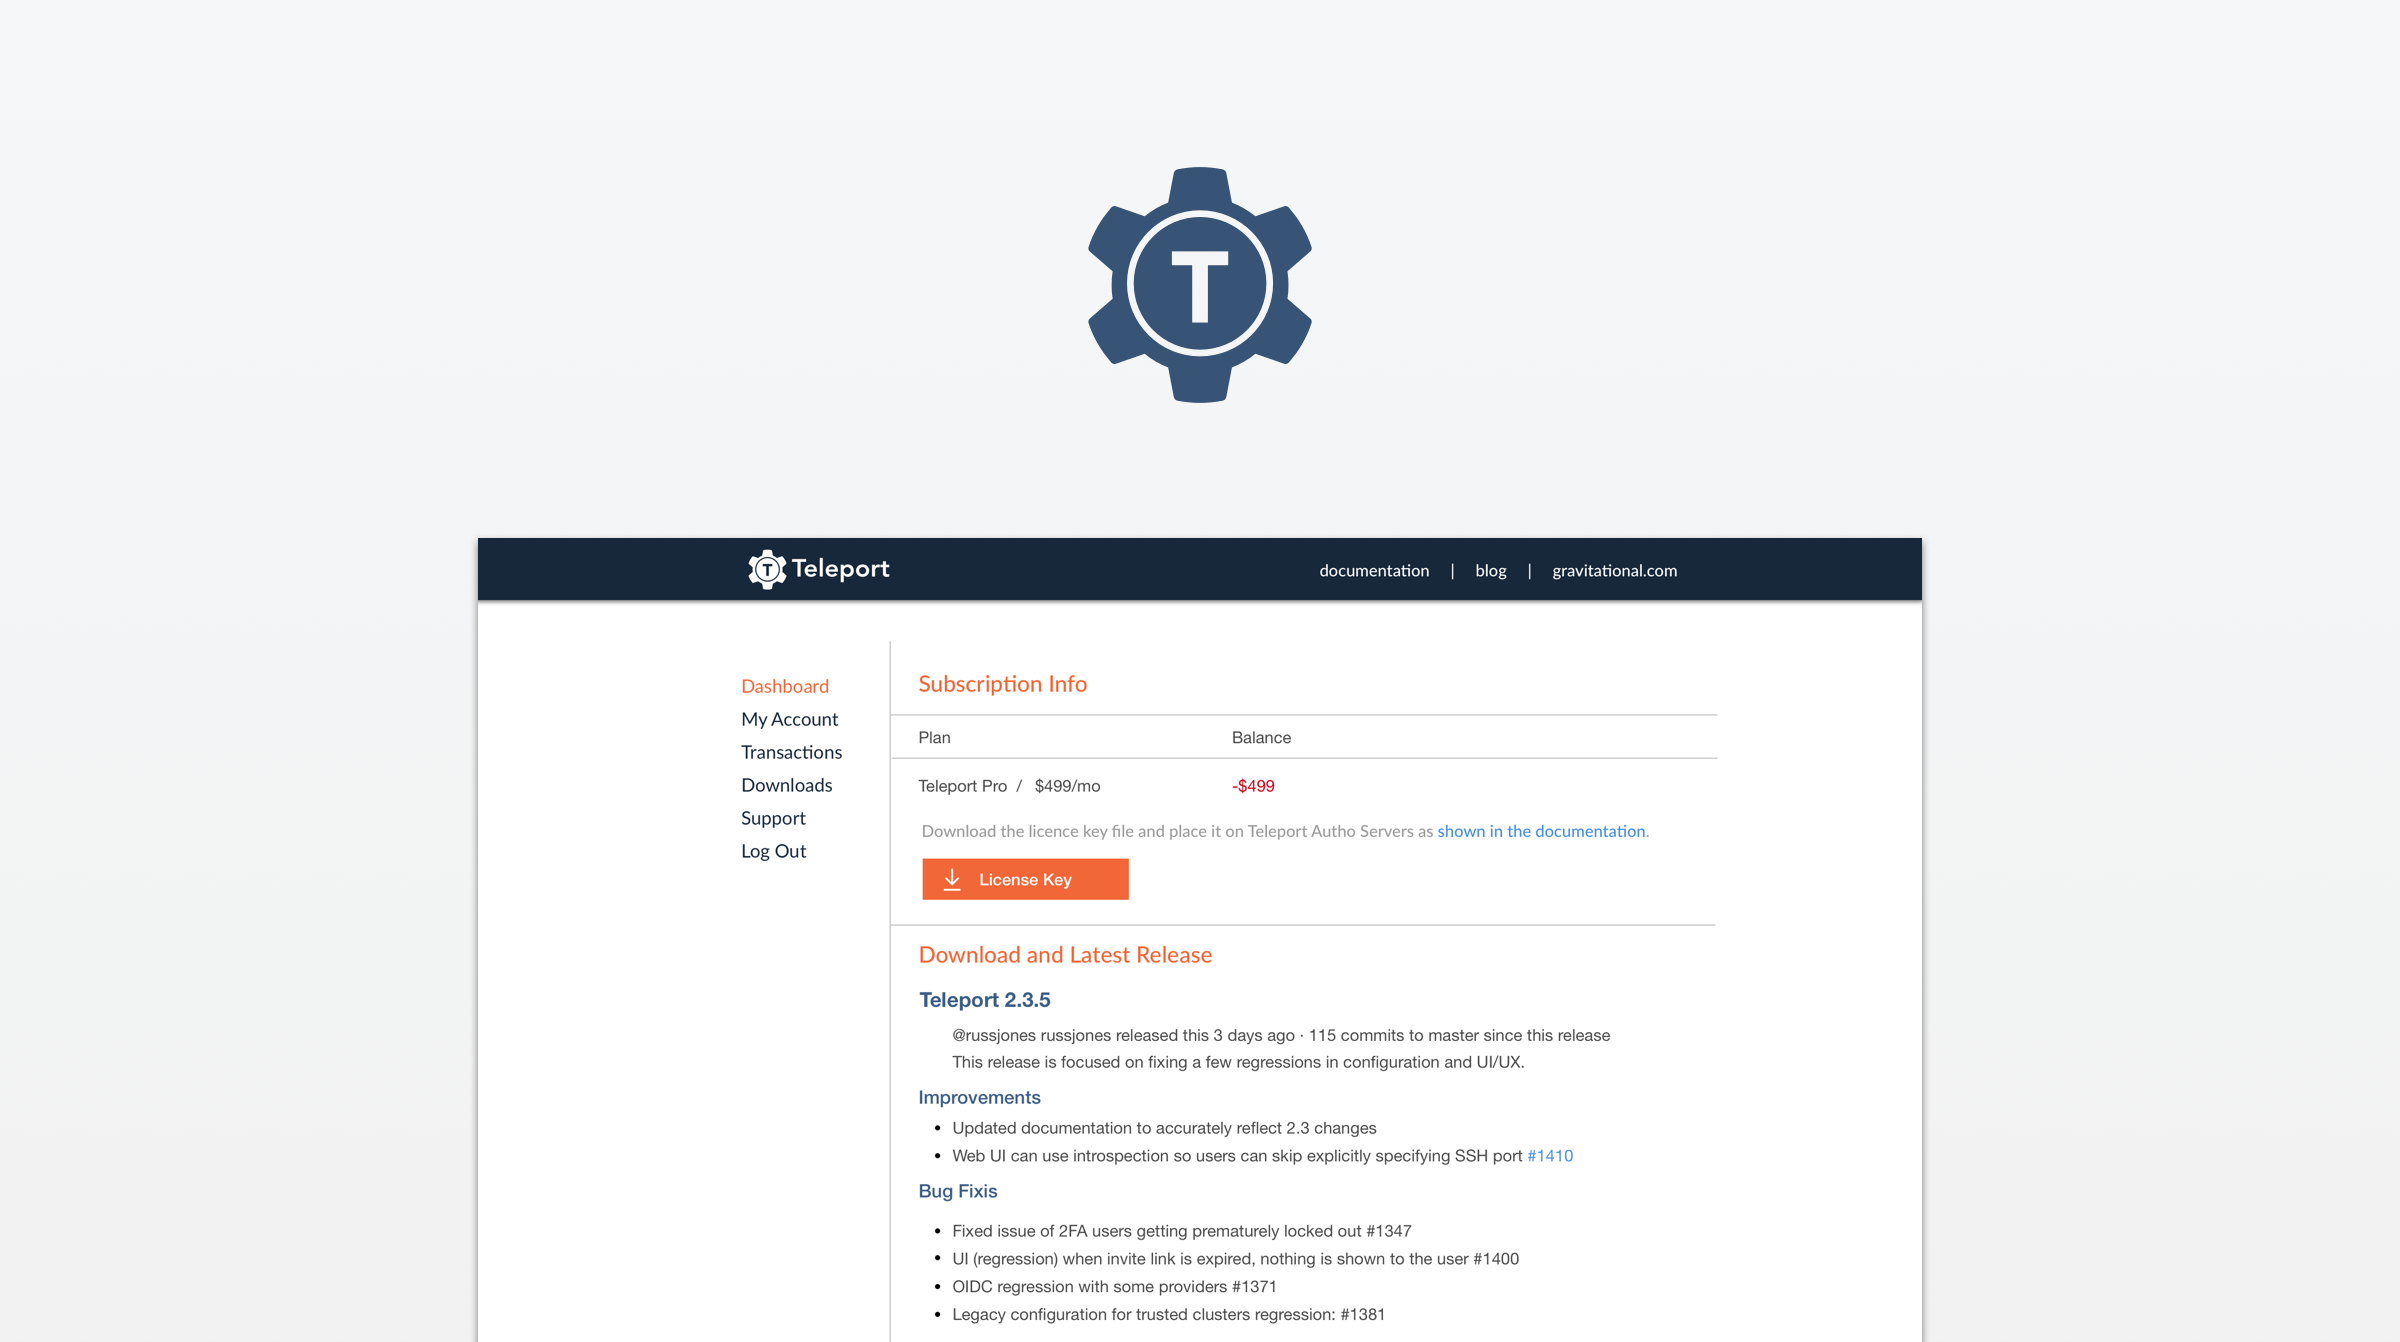 T
Teleport
documentation | blog | gravitational.com
Dashboard
My Account
Transactions
Downloads
Support
Log Out
Subscription Info
Plan Balance
Teleport Pro / $499/mo -$499
Download the licence key file and place it on Teleport Autho Servers as shown in the documentation.
License Key
Download and Latest Release
Teleport 2.3.5
@russjones russjones released this 3 days ago · 115 commits to master since this release
This release is focused on fixing a few regressions in configuration and UI/UX.
Improvements
• Updated documentation to accurately reflect 2.3 changes
• Web UI can use introspection so users can skip explicitly specifying SSH port #1410
Bug Fixis
• Fixed issue of 2FA users getting prematurely locked out #1347
• UI (regression) when invite link is expired, nothing is shown to the user #1400
• OIDC regression with some providers #1371
• Legacy configuration for trusted clusters regression: #1381